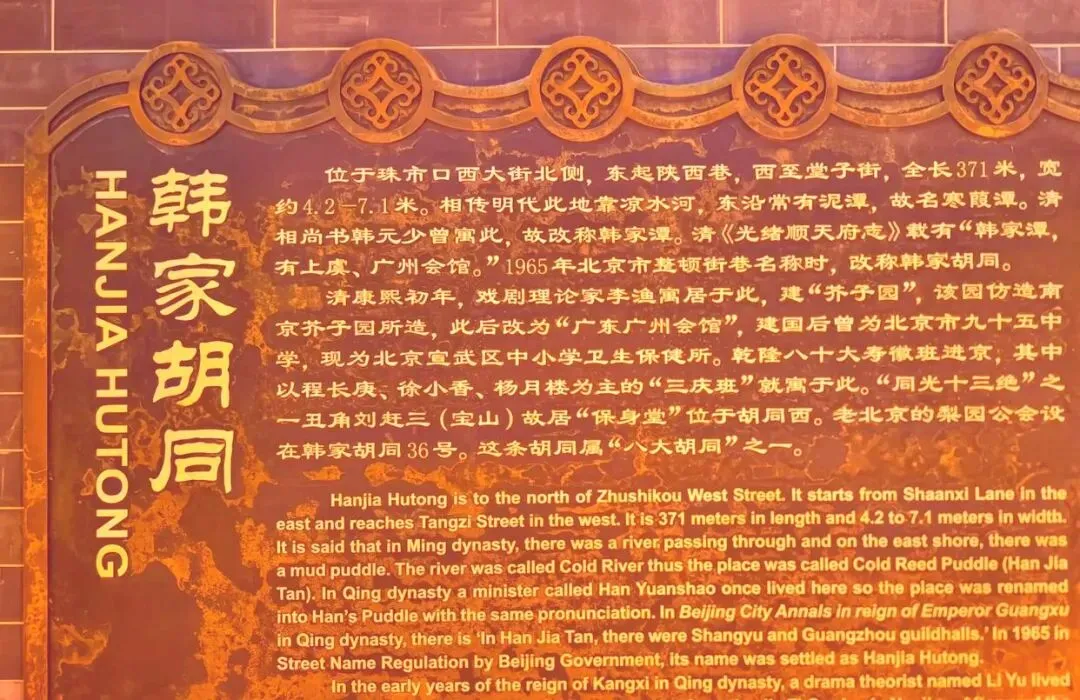 韩家胡同
HANJIA HUTONG
位于珠市口西大街北侧，东起陕西巷，西至堂子街，全长371米，宽
约4.2—7.1米。相传明代此地靠凉水河，东沿常有泥潭，故名寒葭潭。清
相尚书韩元少曾寓此，故改称韩家潭。清《光绪顺天府志》载有“韩家潭，
有上虞、广州会馆。”1965年北京市整顿街巷名称时，改称韩家胡同。
清康熙初年，戏剧理论家李渔寓居于此，建“芥子园”，该园仿造南
京芥子园所造，此后改为“广东广州会馆”，建国后曾为北京市九十五中
学，现为北京宣武区中小学卫生保健所。乾隆八十大寿徽班进京，其中
以程长庚、徐小香、杨月楼为主的“三庆班”就寓于此。“同光十三绝”之
一丑角刘赶三（宝山）故居“保身堂”位于胡同西。老北京的梨园公会设
在韩家胡同36号。这条胡同属“八大胡同”之一。
Hanjia Hutong is to the north of Zhushikou West Street. It starts from Shaanxi Lane in the
east and reaches Tangzi Street in the west. It is 371 meters in length and 4.2 to 7.1 meters in width.
It is said that in Ming dynasty, there was a river passing through and on the east shore, there was
a mud puddle. The river was called Cold River thus the place was called Cold Reed Puddle (Han Jia
Tan). In Qing dynasty a minister called Han Yuanshao once lived here so the place was renamed
into Han's Puddle with the same pronunciation. In Beijing City Annals in reign of Emperor Guangxu
in Qing dynasty, there is 'In Han Jia Tan, there were Shangyu and Guangzhou guildhalls.' In 1965 in
Street Name Regulation by Beijing Government, its name was settled as Hanjia Hutong.
In the early years of the reign of Kangxi in Qing dynasty, a drama theorist named Li Yu lived